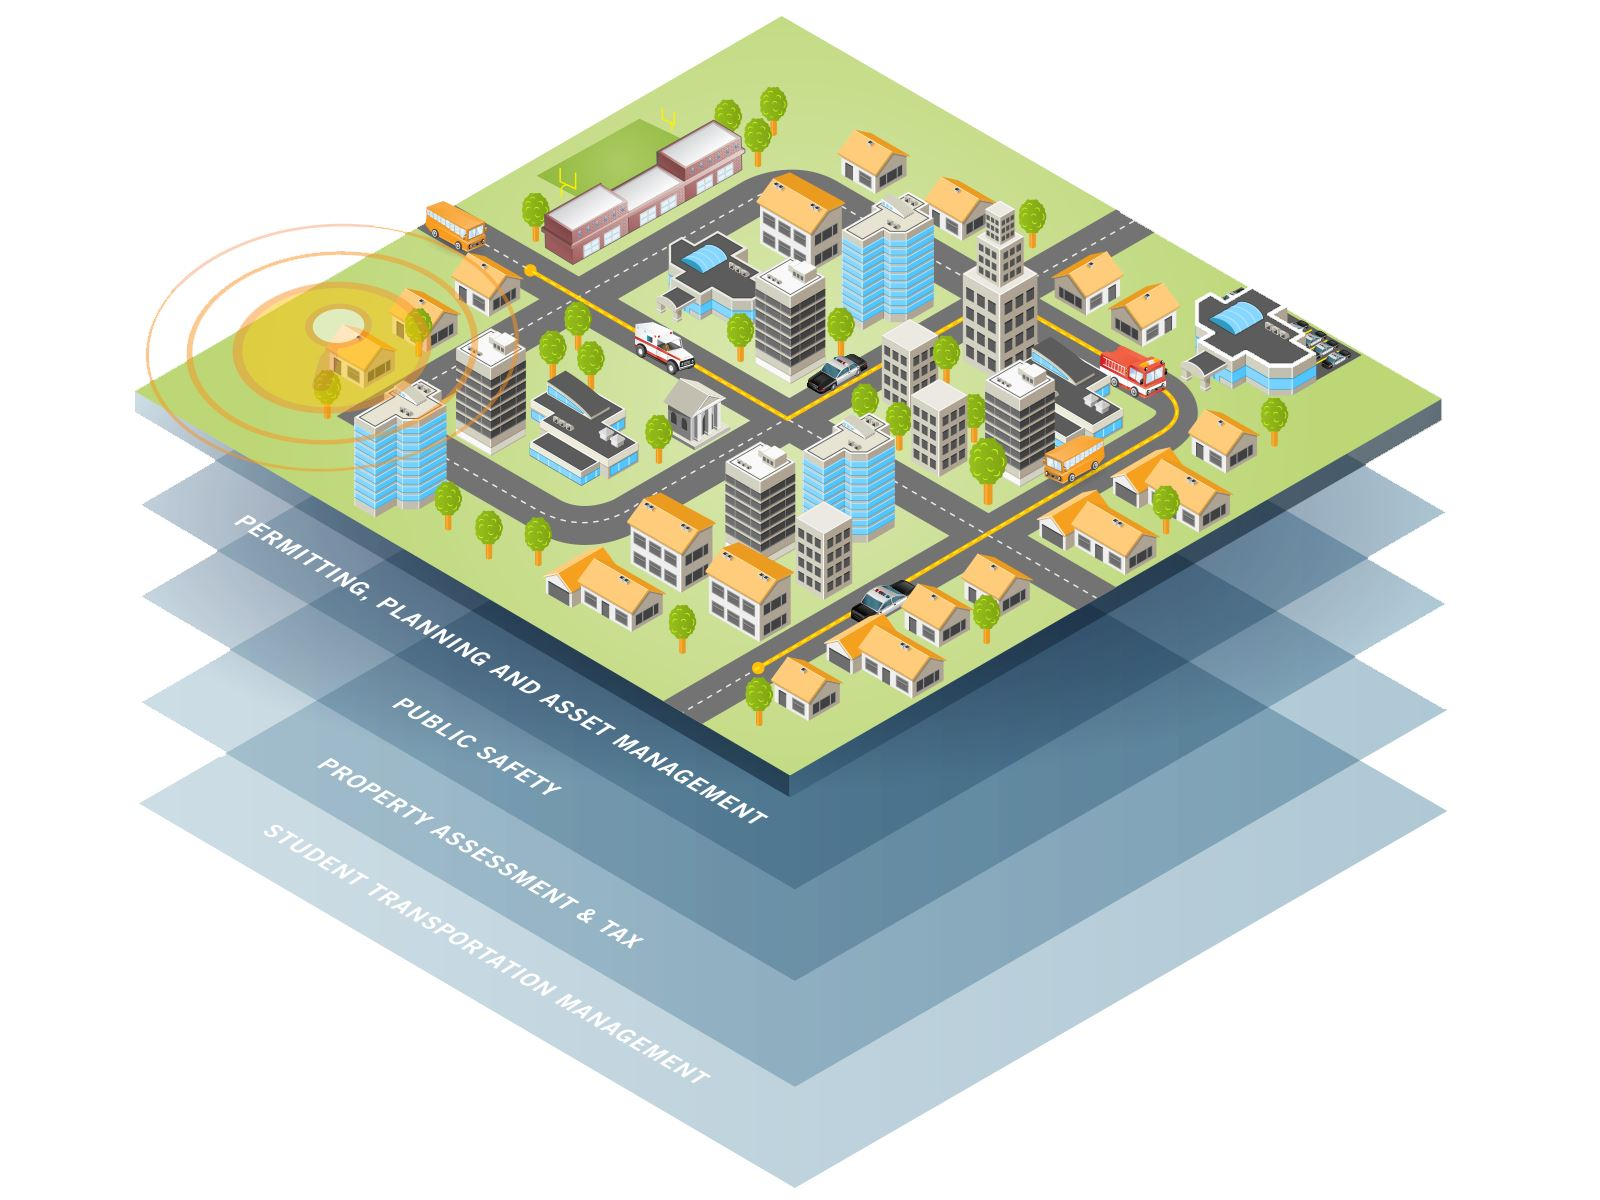 PERMITTING, PLANNING AND ASSET MANAGEMENT
PUBLIC SAFETY
PROPERTY ASSESSMENT & TAX
STUDENT TRANSPORTATION MANAGEMENT